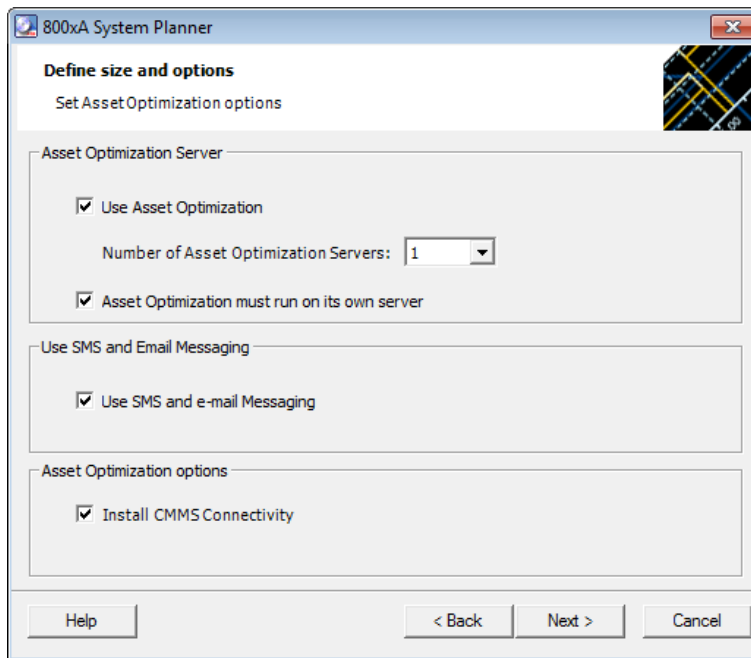 800xA System Planner
Define size and options
Set Asset Optimization options
Asset Optimization Server
Use Asset Optimization
Number of Asset Optimization Servers: 1
Asset Optimization must run on its own server
Use SMS and Email Messaging
Use SMS and e-mail Messaging
Asset Optimization options
Install CMMS Connectivity
Help < Back Next > Cancel